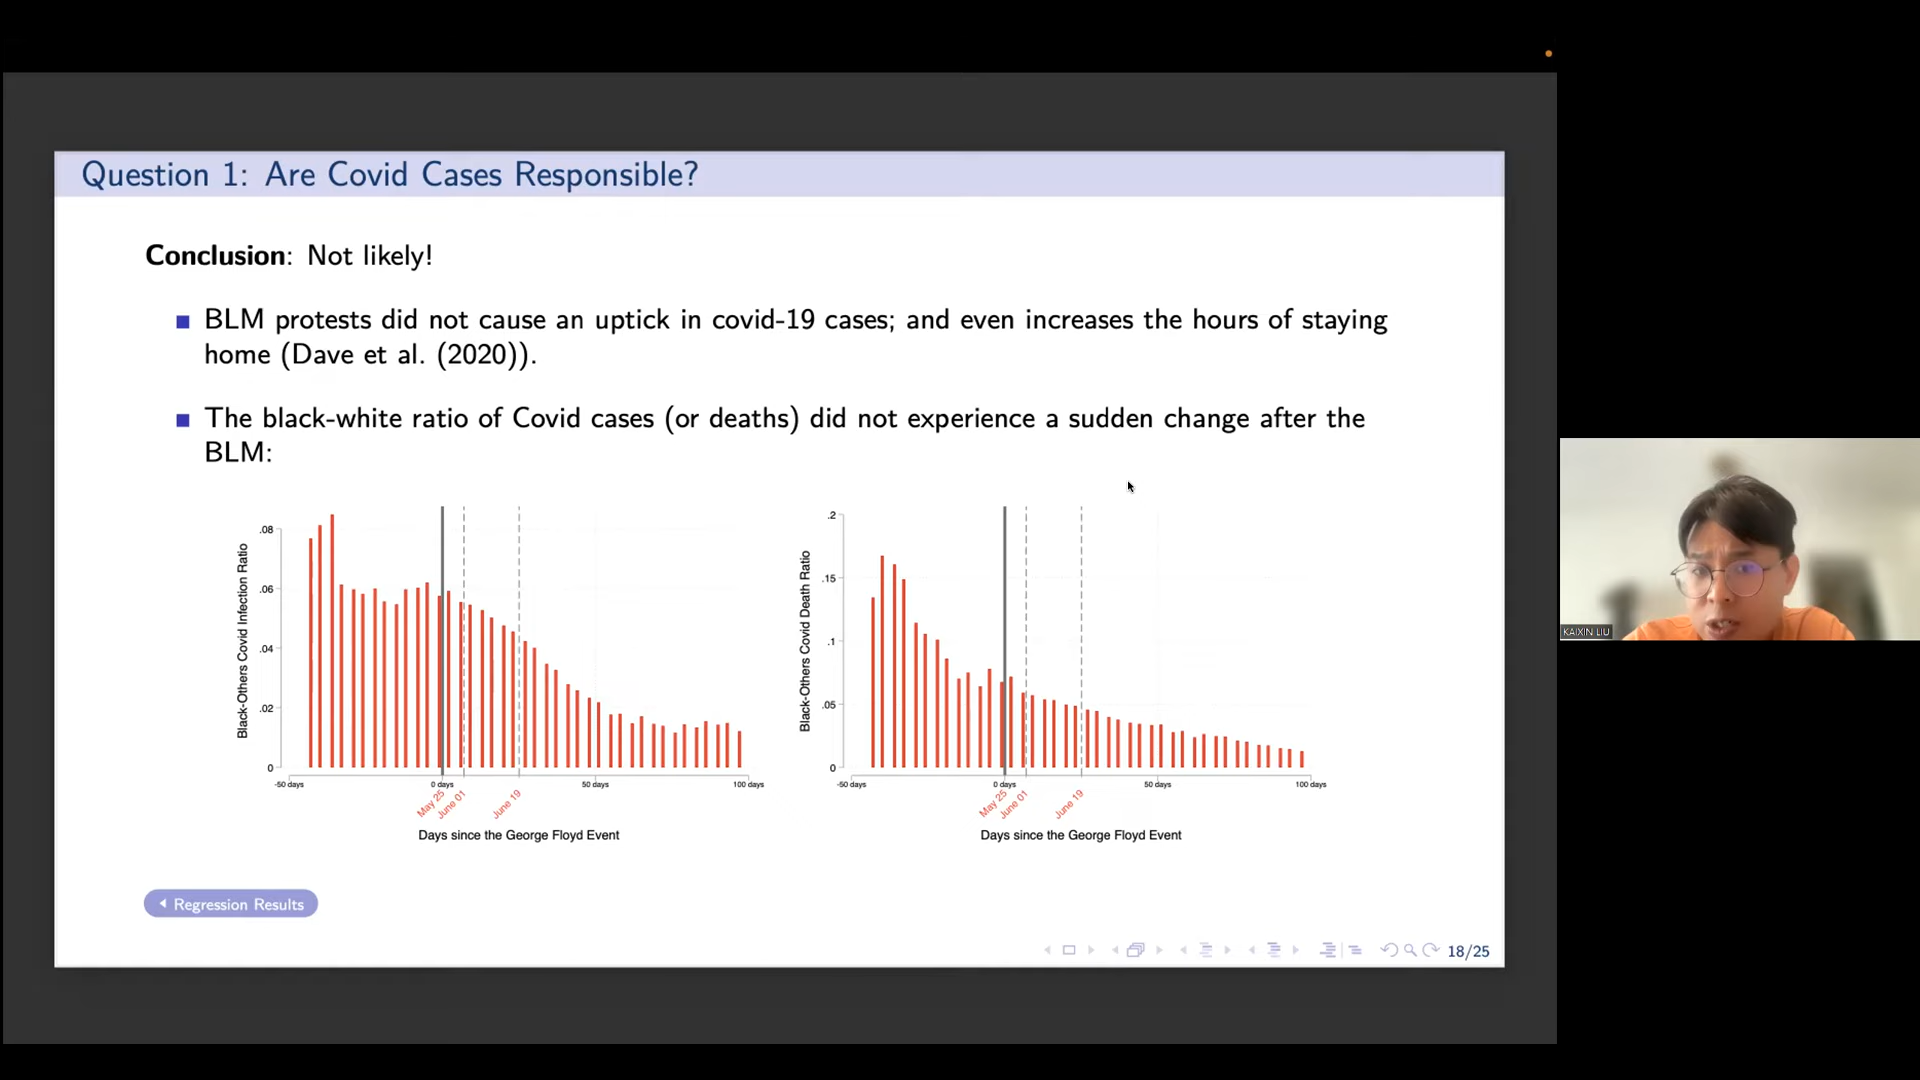 Question 1: Are Covid Cases Responsible?
Conclusion: Not likely!
BLM protests did not cause an uptick in covid-19 cases; and even increases the hours of staying
home (Dave et al. (2020)).
The black-white ratio of Covid cases (or deaths) did not experience a sudden change after the
BLM:
Black-Others Covid Infection Ratio
.08
.06
.04
.02
0
-50 days
0 days
50 days
100 days
May 25
June 01
June 19
Days since the George Floyd Event
Black-Others Covid Death Ratio
.2
.15
.1
.05
0
-50 days
0 days
50 days
100 days
May 25
June 01
June 19
Days since the George Floyd Event
KAIXIN LIU
Regression Results
18/25